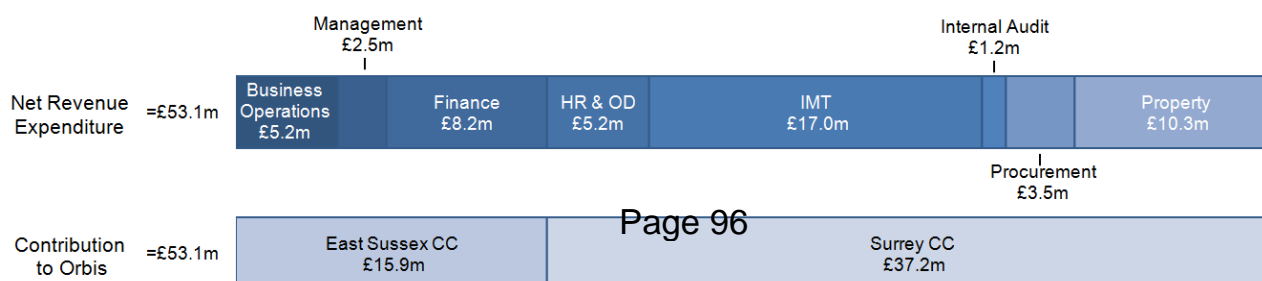 Management
£2.5m
Internal Audit
£1.2m
Net Revenue
Expenditure
=£53.1m
Business
Operations
£5.2m
Finance
£8.2m
HR & OD
£5.2m
IMT
£17.0m
Property
£10.3m
Procurement
£3.5m
Page 96
Contribution
to Orbis
=£53.1m
East Sussex CC
£15.9m
Surrey CC
£37.2m